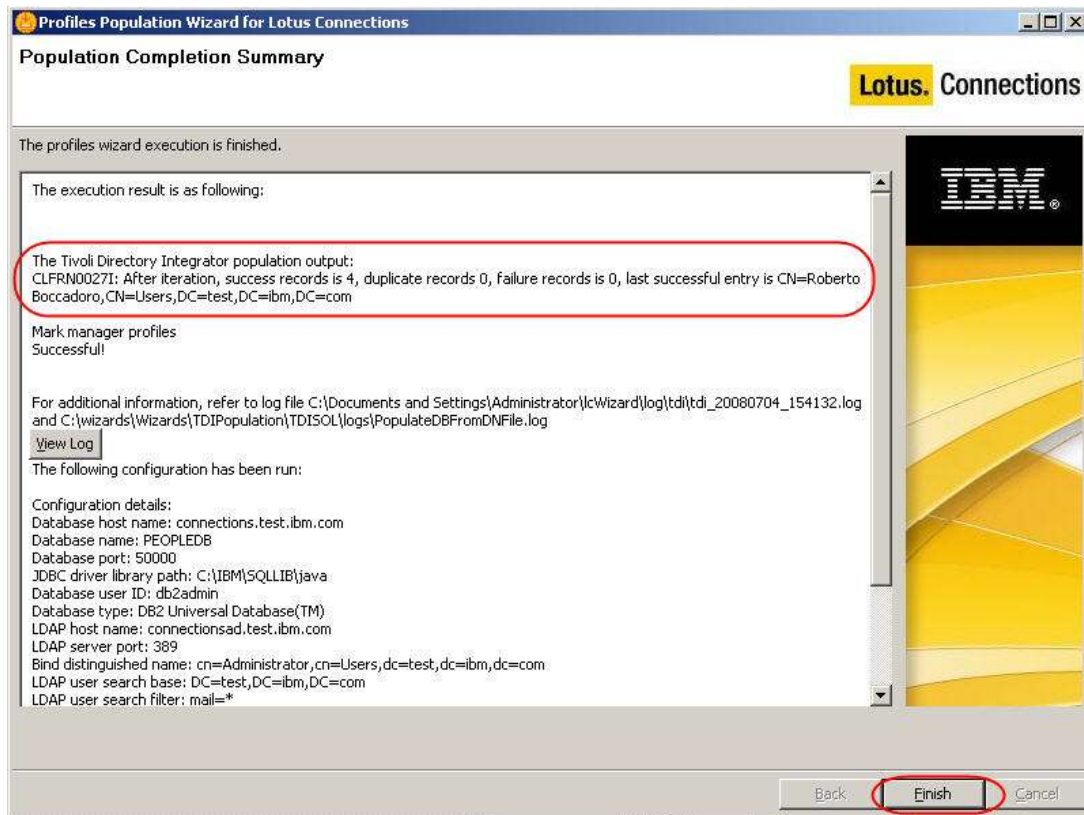 Profiles Population Wizard for Lotus Connections
Population Completion Summary
Lotus. Connections
The profiles wizard execution is finished.
IBM.®
The execution result is as following:
The Tivoli Directory Integrator population output:
CLFRN0027I: After iteration, success records is 4, duplicate records 0, failure records is 0, last successful entry is CN=Roberto
Boccadoro,CN=Users,DC=test,DC=ibm,DC=com
Mark manager profiles
Successful!
For additional information, refer to log file C:\Documents and Settings\Administrator\lcWizard\log\tdi\tdi_20080704_154132.log
and C:\wizards\Wizards\TDIPopulation\TDISOL\logs\PopulateDBFromDNFile.log
View Log
The following configuration has been run:
Configuration details:
Database host name: connections.test.ibm.com
Database name: PEOPLEDB
Database port: 50000
JDBC driver library path: C:\IBM\SQLLIB\java
Database user ID: db2admin
Database type: DB2 Universal Database(TM)
LDAP host name: connectionsad.test.ibm.com
LDAP server port: 389
Bind distinguished name: cn=Administrator,cn=Users,dc=test,dc=ibm,dc=com
LDAP user search base: DC=test,DC=ibm,DC=com
LDAP user search filter: mail=*
Back Finish Cancel